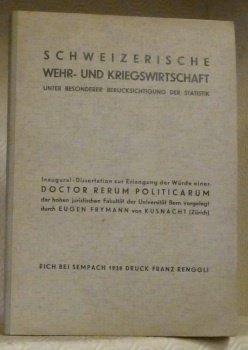 SCHWEIZERISCHE
WEHR- UND KRIEGSWIRTSCHAFT
UNTER BESONDERER BERÜCKSICHTIGUNG DER STATISTIK
Inaugural-Dissertation zur Erlangung der Würde eines
DOCTOR RERUM POLITICARUM
der hohen juristischen Fakultät der Universität Bern vorgelegt
durch EUGEN FRYMANN von KÜSNACHT (Zürich)
EICH BEI SEMPACH 1938 DRUCK FRANZ RENGGLI